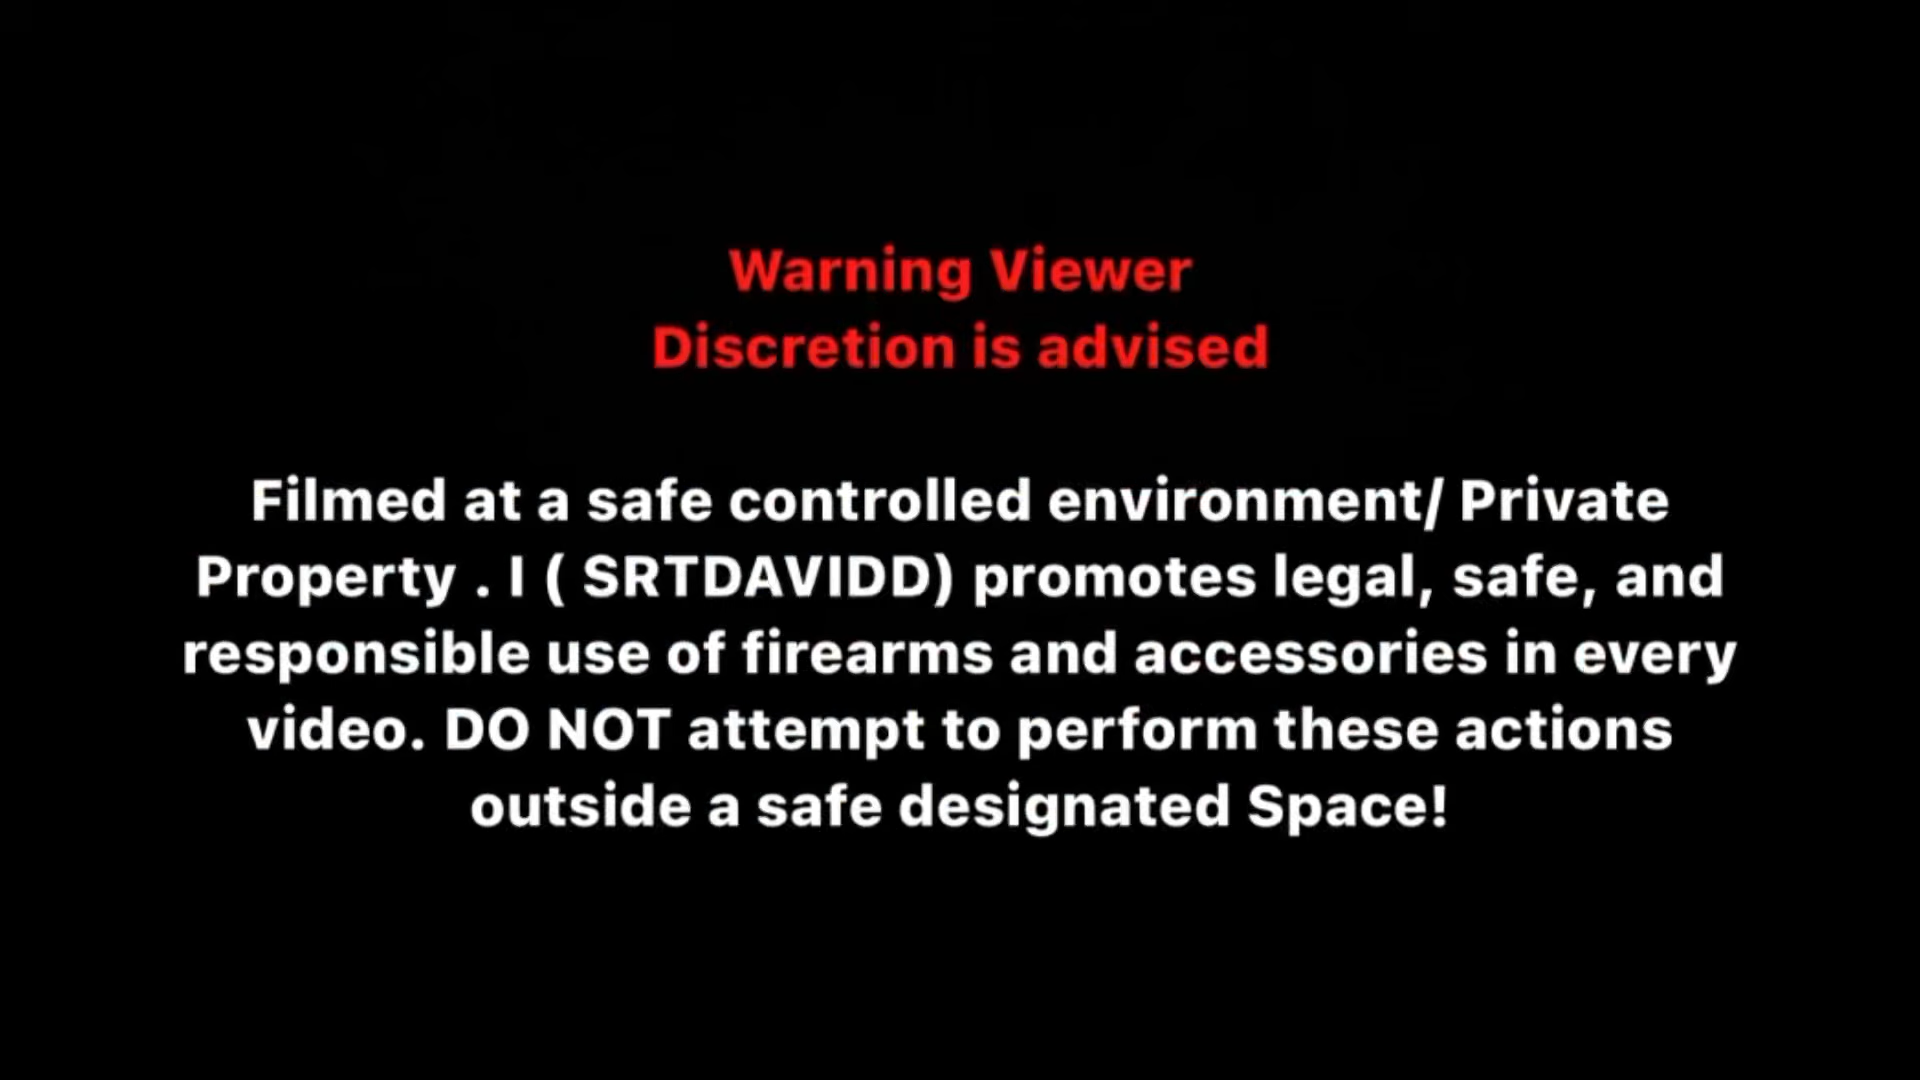 Warning Viewer
Discretion is advised
Filmed at a safe controlled environment/ Private
Property . I ( SRTDAVIDD) promotes legal, safe, and
responsible use of firearms and accessories in every
video. DO NOT attempt to perform these actions
outside a safe designated Space!